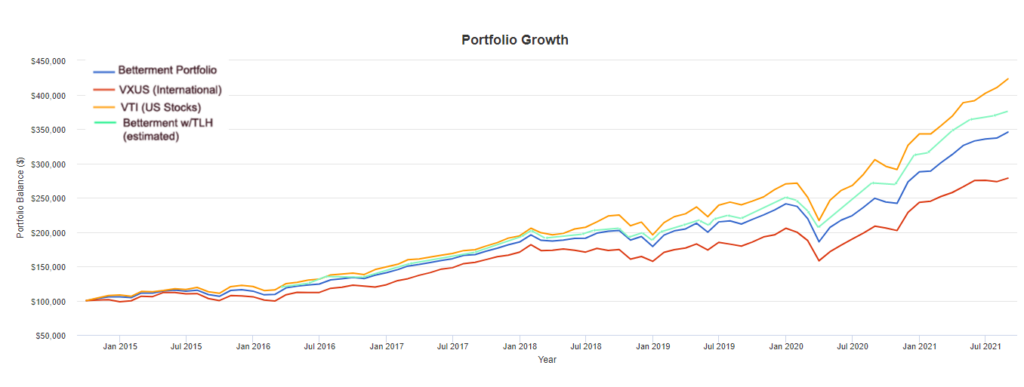 Portfolio Growth
$450,000
$400,000
$350,000
$300,000
$250,000
$200,000
$150,000
$100,000
$50,000
Portfolio Balance ($)
Betterment Portfolio
VXUS (International)
VTI (US Stocks)
Betterment w/TLH
(estimated)
Jan 2015
Jul 2015
Jan 2016
Jul 2016
Jan 2017
Jul 2017
Jan 2018
Jul 2018
Jan 2019
Jul 2019
Jan 2020
Jul 2020
Jan 2021
Jul 2021
Year